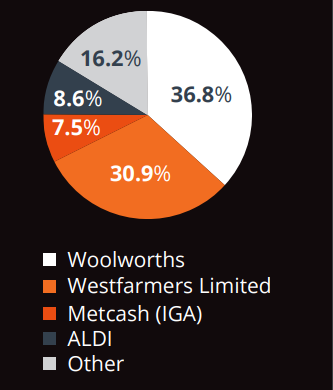 16.2%
36.8%
8.6%
7.5%
30.9%
Woolworths
Westfarmers Limited
Metcash (IGA)
ALDI
Other